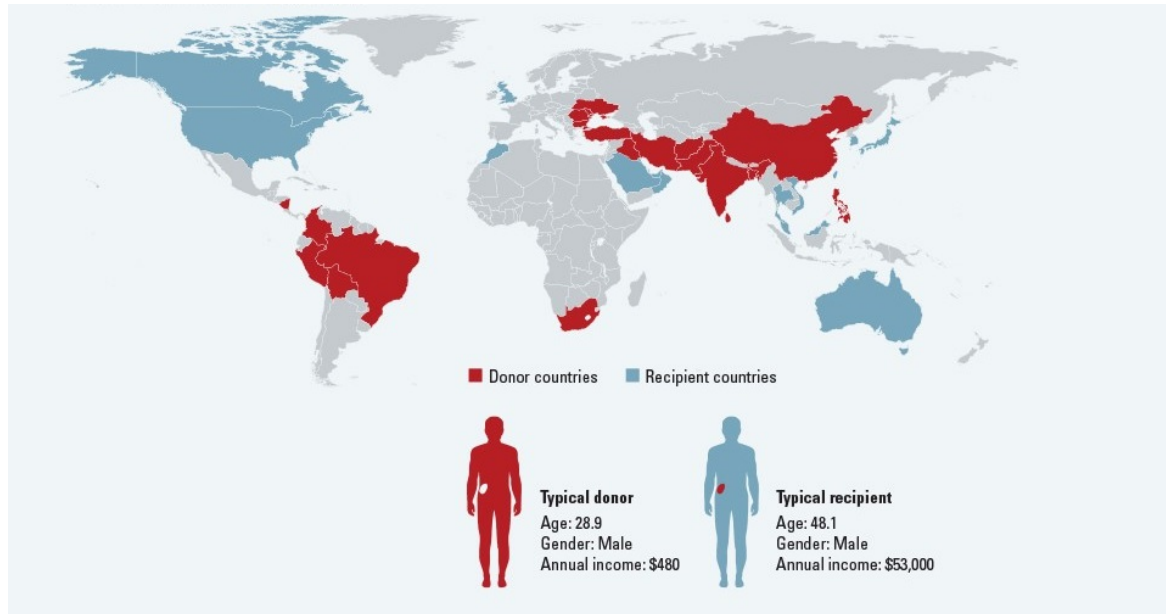 Donor countries
Recipient countries
Typical donor
Age: 28.9
Gender: Male
Annual income: $480
Typical recipient
Age: 48.1
Gender: Male
Annual income: $53,000